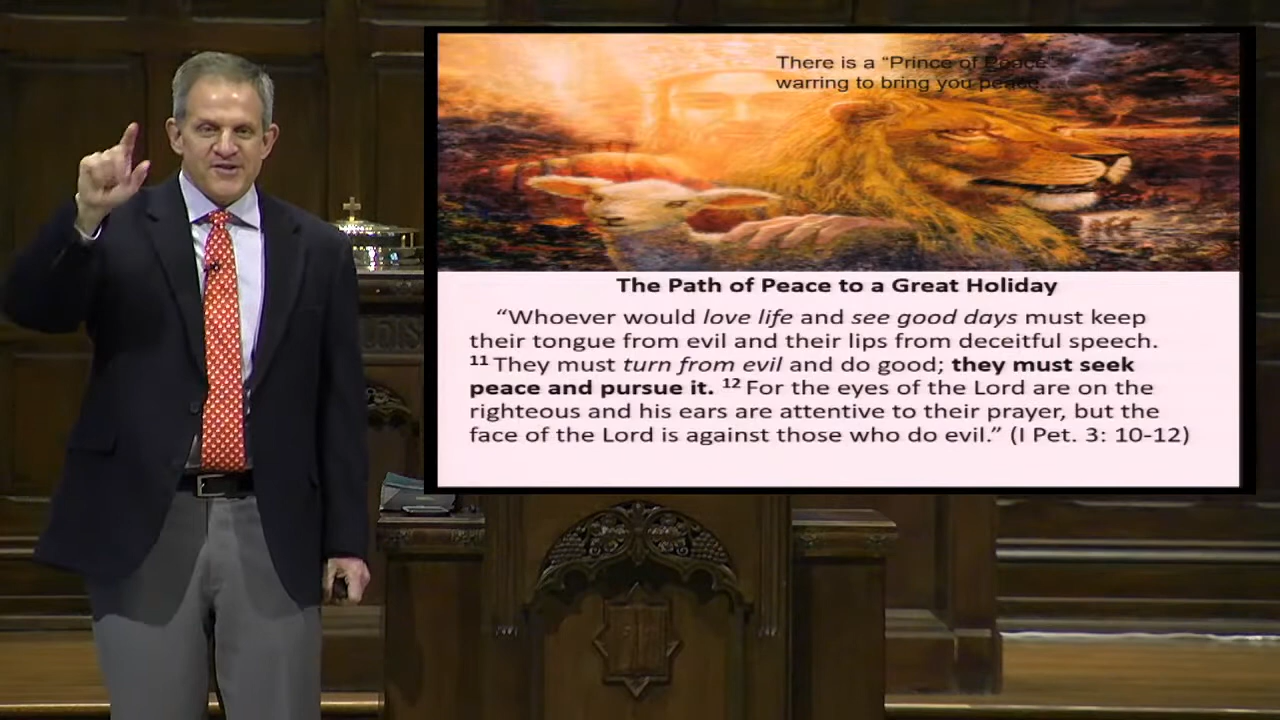 There is a “Prince of Peace”
warring to bring you peace...
The Path of Peace to a Great Holiday
“Whoever would love life and see good days must keep
their tongue from evil and their lips from deceitful speech.
11 They must turn from evil and do good; they must seek
peace and pursue it. 12 For the eyes of the Lord are on the
righteous and his ears are attentive to their prayer, but the
face of the Lord is against those who do evil.” (I Pet. 3: 10-12)